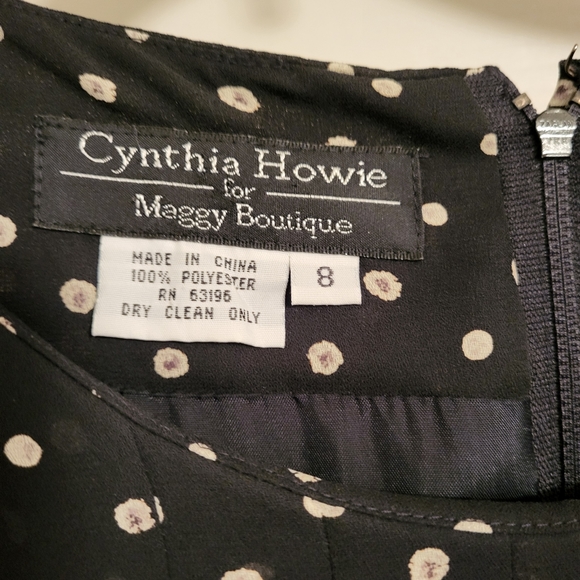 Cynthia Howie
for
Maggy Boutique
MADE IN CHINA
100% POLYESTER
RN 63196
DRY CLEAN ONLY
8